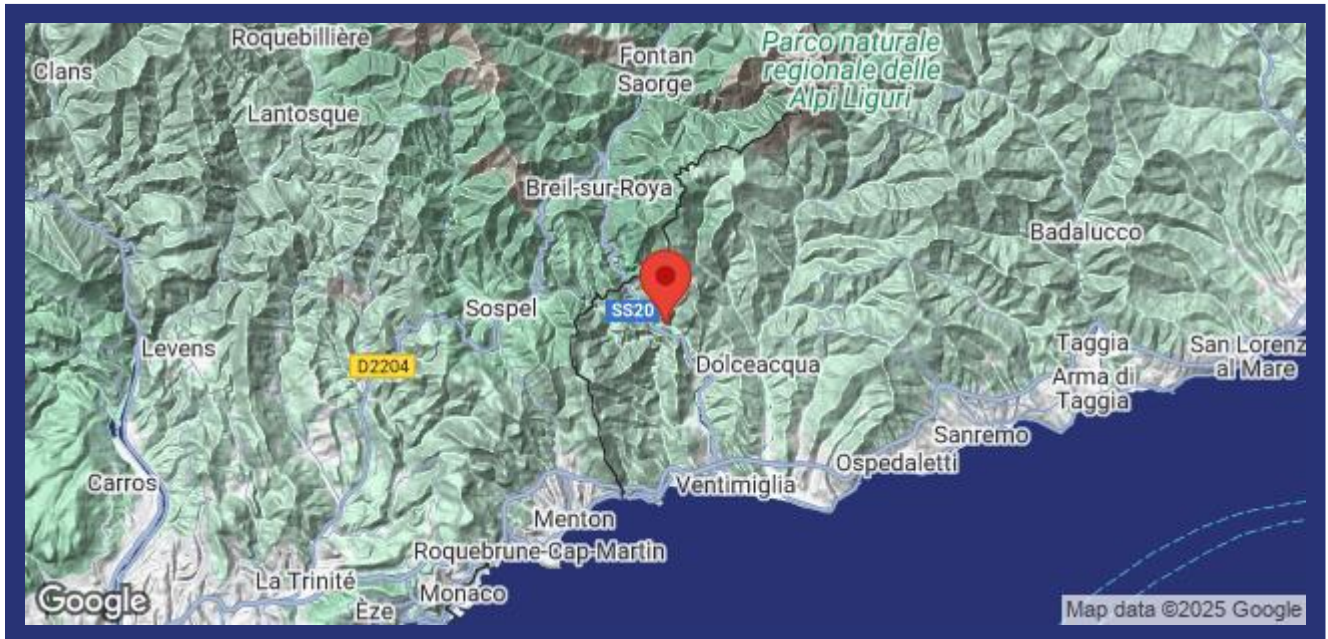 Roquebillière
Clans
Fontan
Saorge
Parco naturale
regionale delle
Alpi Liguri
Lantosque
Breil-sur-Roya
Badalucco
Sospel
SS20
Levens
D2204
Dolceacqua
Taggia
San Lorenz
al Mare
Arma di
Taggia
Sanremo
Ospedaletti
Carros
Ventimiglia
Menton
Roquebrune-Cap-Martin
La Trinité
Monaco
Èze
Google
Map data ©2025 Google